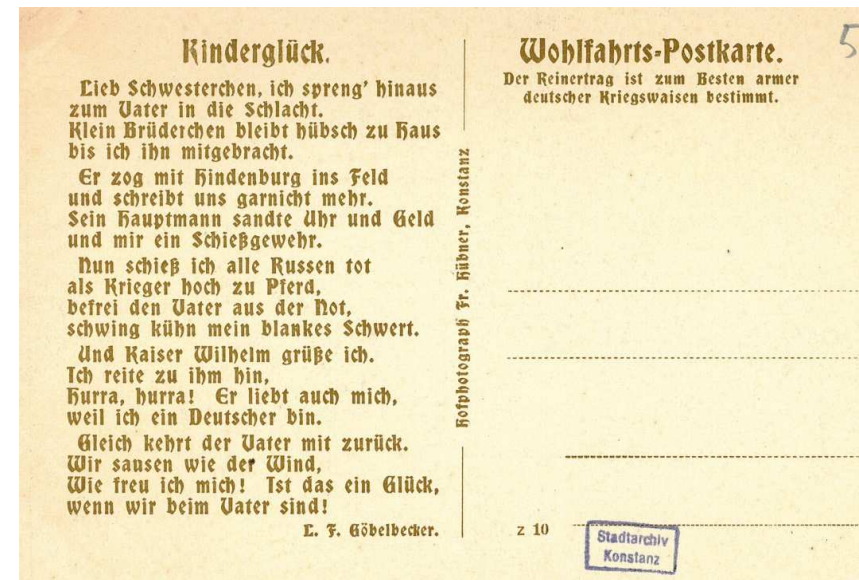 Kinderglück.
Lieb Schwesterchen, ich spreng' hinaus
zum Vater in die Schlacht.
Klein Brüderchen bleibt hübsch zu Haus
bis ich ihn mitgebracht.
Er zog mit Hindenburg ins Feld
und schreibt uns garnicht mehr.
Sein Hauptmann sandte Uhr und Geld
und mir ein Schießgewehr.
Nun schieß ich alle Russen tot
als Krieger hoch zu Pferd,
befrei den Vater aus der Not,
schwing kühn mein blankes Schwert.
Und Kaiser Wilhelm grüße ich.
Ich reite zu ihm hin,
Hurra, hurra! Er liebt auch mich,
weil ich ein Deutscher bin.
Gleich kehrt der Vater mit zurück.
Wir sausen wie der Wind,
Wie freu ich mich! Ist das ein Glück,
wenn wir beim Vater sind!
L. F. Göbelbecker.
Hofphotograph Fr. Hübner, Konstanz
Wohlfahrts-Postkarte.
Der Reinertrag ist zum Besten armer
deutscher Kriegswaisen bestimmt.
5
z 10
Stadtarchiv
Konstanz